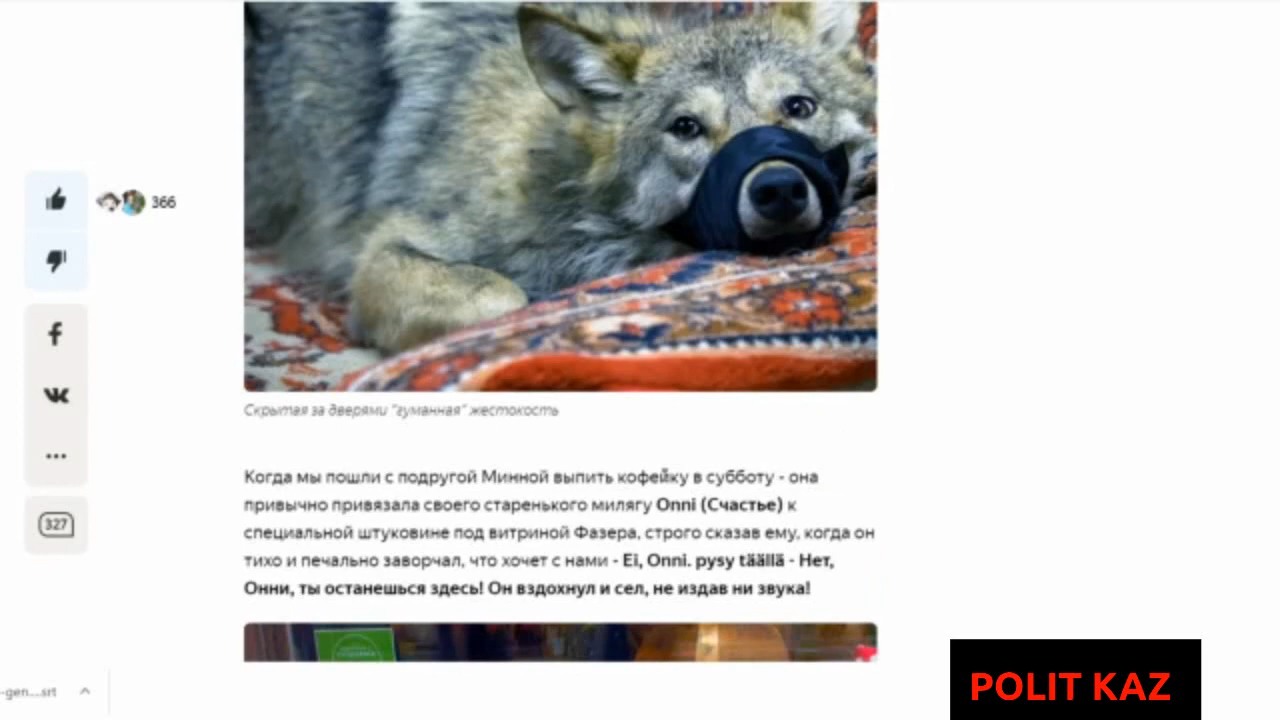 366
Скрытая за дверями "гуманная" жестокость
Когда мы пошли с подругой Минной выпить кофейку в субботу - она
привычно привязала своего старенького милягу Onni (Счастье) к
специальной штуковине под витриной Фазера, строго сказав ему, когда он
тихо и печально заворчал, что хочет с нами - Ei, Onni. pysy täällä - Нет,
Онни, ты останешься здесь! Он вздохнул и сел, не издав ни звука!
327
-gen....srt
POLIT KAZ